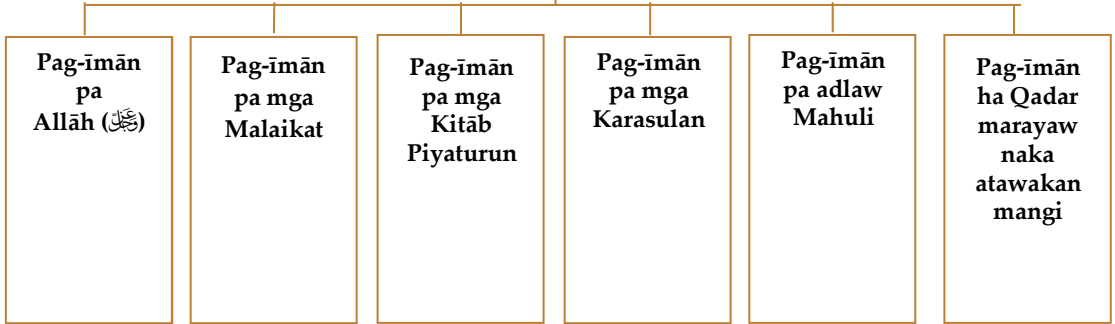 Pag-īmān
pa
Allāh (ﷻ)
Pag-īmān
pa mga
Malaikat
Pag-īmān
pa mga
Kitāb
Piyaturun
Pag-īmān
pa mga
Karasulan
Pag-īmān
pa adlaw
Mahuli
Pag-īmān
ha Qadar
marayaw
naka
atawakan
mangi